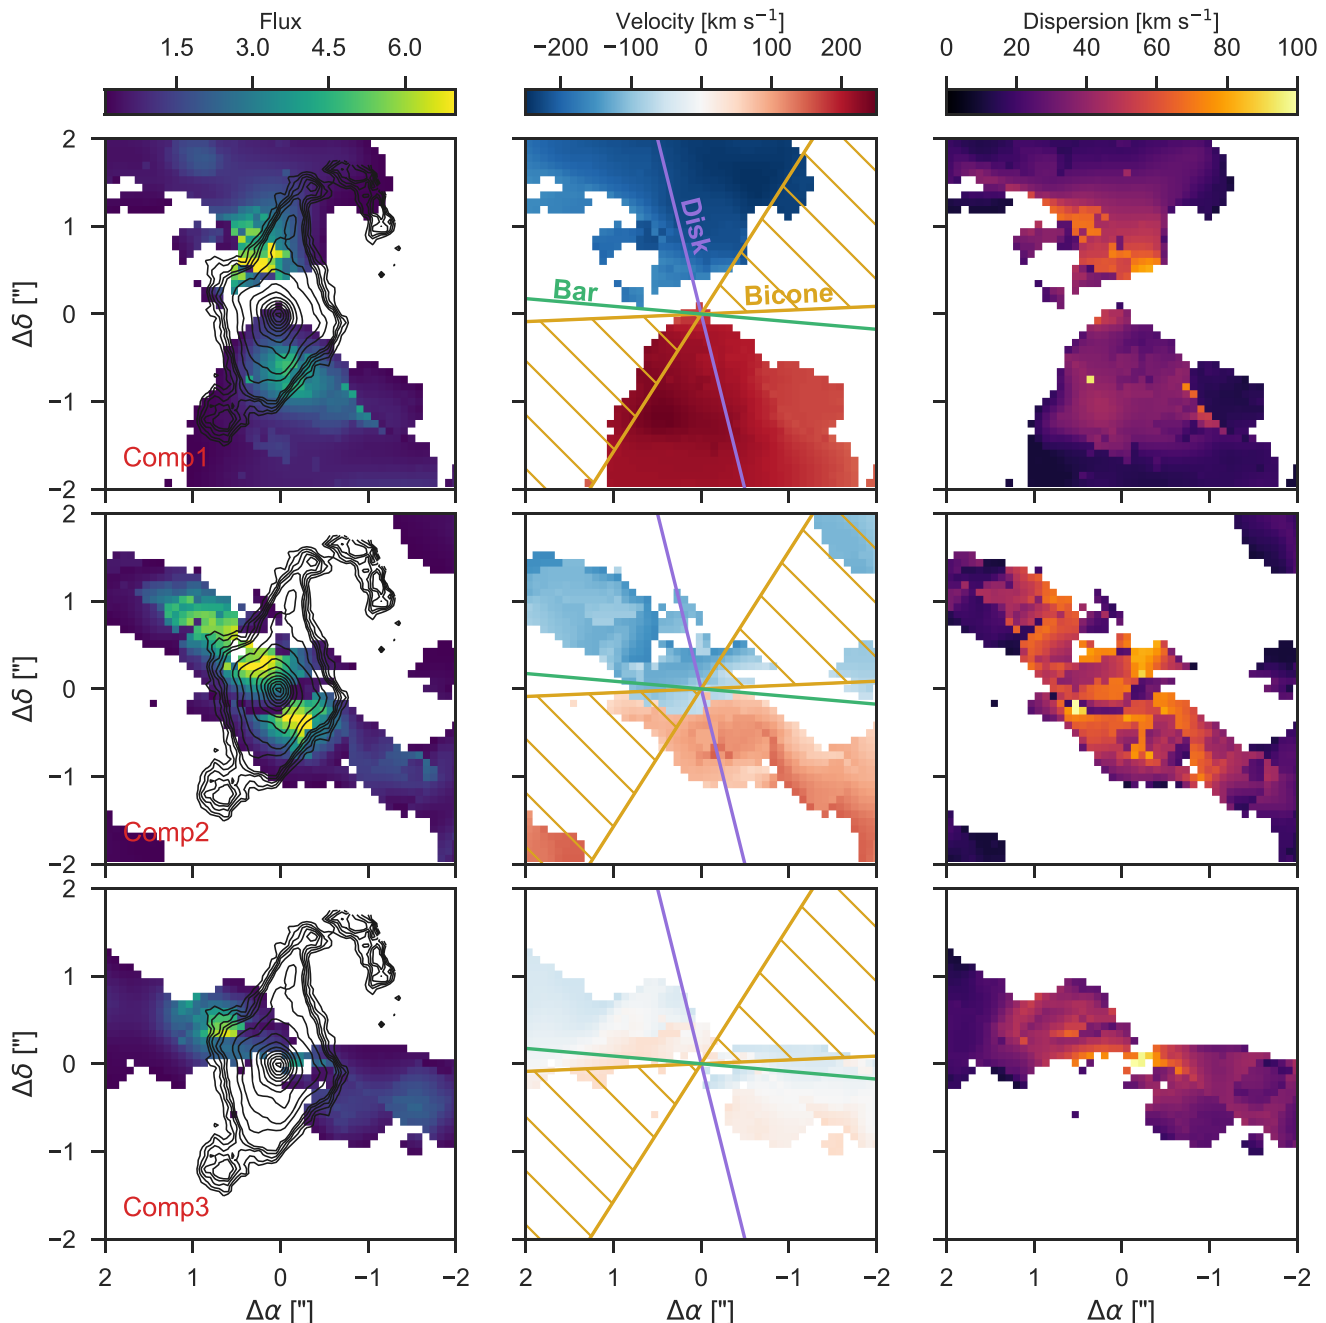 Flux
Velocity [km s⁻¹]
Dispersion [km s⁻¹]
1.5 3.0 4.5 6.0
−200 −100 0 100 200
0 20 40 60 80 100
2
1
0
−1
−2
Δδ ["]
Comp1
Disk
Bar
Bicone
2
1
0
−1
−2
Δδ ["]
Comp2
2
1
0
−1
−2
Δδ ["]
Comp3
2 1 0 −1 −2
2 1 0 −1 −2
2 1 0 −1 −2
Δα ["]
Δα ["]
Δα ["]